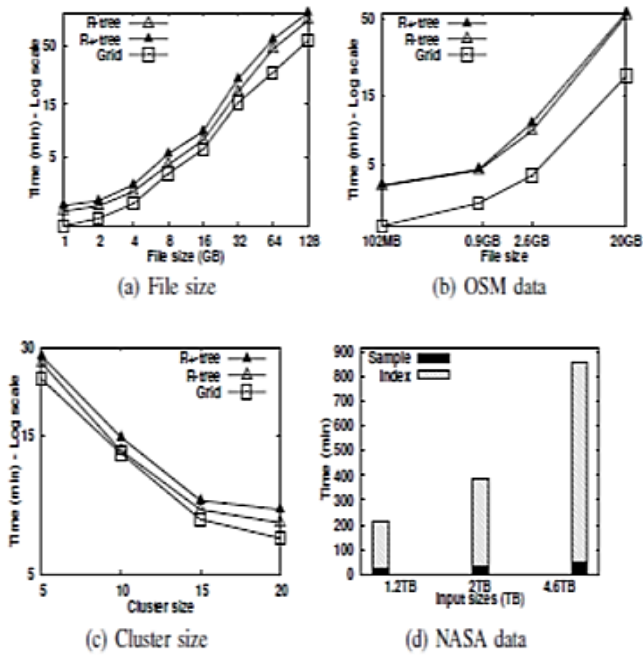 R-tree
R+-tree
Grid
Time (min) - Log scale
50
15
5
1 2 4 8 16 32 64 128
File size (GB)
(a) File size
R+-tree
R-tree
Grid
Time (min) - Log scale
50
15
5
102MB 0.9GB 2.6GB 20GB
File size
(b) OSM data
R+-tree
R-tree
Grid
Time (min) - Log scale
30
15
5
5 10 15 20
Cluster size
(c) Cluster size
Sample
Index
Time (min)
900
800
700
600
500
400
300
200
100
0
1.2TB 2TB 4.6TB
Input sizes (TB)
(d) NASA data